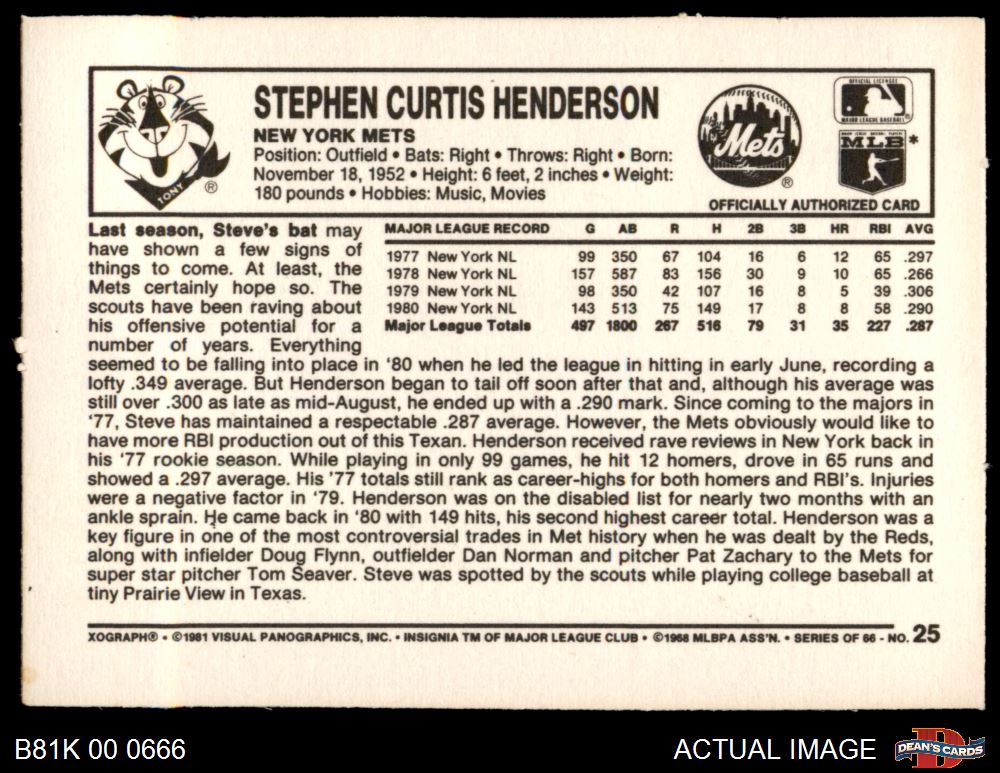 STEPHEN CURTIS HENDERSON
NEW YORK METS
Position: Outfield • Bats: Right • Throws: Right • Born:
November 18, 1952 • Height: 6 feet, 2 inches • Weight:
180 pounds • Hobbies: Music, Movies
TONY ®
Mets ®
OFFICIAL LICENSEE
MAJOR LEAGUE BASEBALL
MAJOR LEAGUE BASEBALL PLAYERS
MLB *
OFFICIALLY AUTHORIZED CARD
MAJOR LEAGUE RECORD G AB R H 2B 3B HR RBI AVG
1977 New York NL 99 350 67 104 16 6 12 65 .297
1978 New York NL 157 587 83 156 30 9 10 65 .266
1979 New York NL 98 350 42 107 16 8 5 39 .306
1980 New York NL 143 513 75 149 17 8 8 58 .290
Major League Totals 497 1800 267 516 79 31 35 227 .287
Last season, Steve's bat may
have shown a few signs of
things to come. At least, the
Mets certainly hope so. The
scouts have been raving about
his offensive potential for a
number of years. Everything
seemed to be falling into place in '80 when he led the league in hitting in early June, recording a
lofty .349 average. But Henderson began to tail off soon after that and, although his average was
still over .300 as late as mid-August, he ended up with a .290 mark. Since coming to the majors in
'77, Steve has maintained a respectable .287 average. However, the Mets obviously would like to
have more RBI production out of this Texan. Henderson received rave reviews in New York back in
his '77 rookie season. While playing in only 99 games, he hit 12 homers, drove in 65 runs and
showed a .297 average. His '77 totals still rank as career-highs for both homers and RBI's. Injuries
were a negative factor in '79. Henderson was on the disabled list for nearly two months with an
ankle sprain. He came back in '80 with 149 hits, his second highest career total. Henderson was a
key figure in one of the most controversial trades in Met history when he was dealt by the Reds,
along with infielder Doug Flynn, outfielder Dan Norman and pitcher Pat Zachary to the Mets for
super star pitcher Tom Seaver. Steve was spotted by the scouts while playing college baseball at
tiny Prairie View in Texas.
XOGRAPH® • ©1981 VISUAL PANOGRAPHICS, INC. • INSIGNIA TM OF MAJOR LEAGUE CLUB • ©1968 MLBPA ASS'N. • SERIES OF 66 - NO. 25
B81K 00 0666
ACTUAL IMAGE
D
DEAN'S CARDS